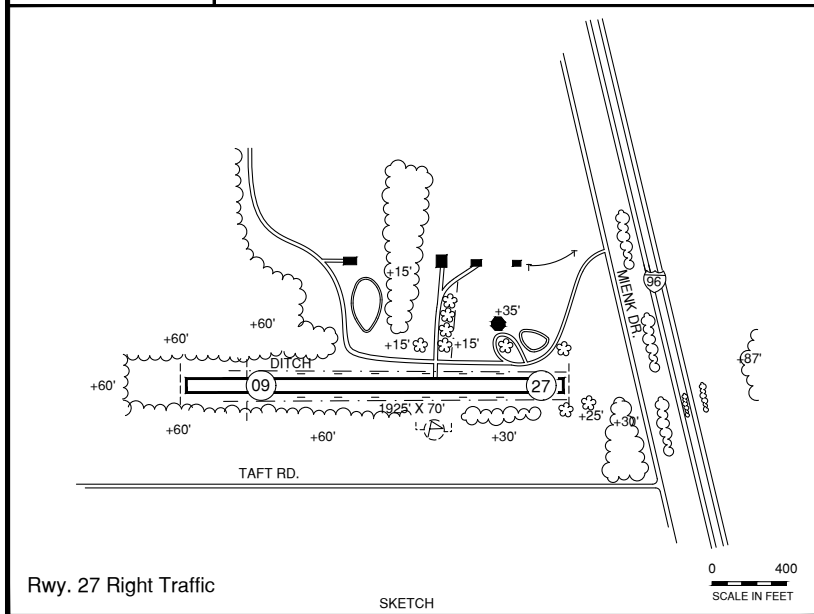 96
MIENK DR.
+15'
+35'
+60'
+60'
+15'
+15'
+87'
DITCH
+60'
09
27
1925' X 70'
+25'
+60'
+60'
+30'
+30'
TAFT RD.
Rwy. 27 Right Traffic
0 400
SCALE IN FEET
SKETCH